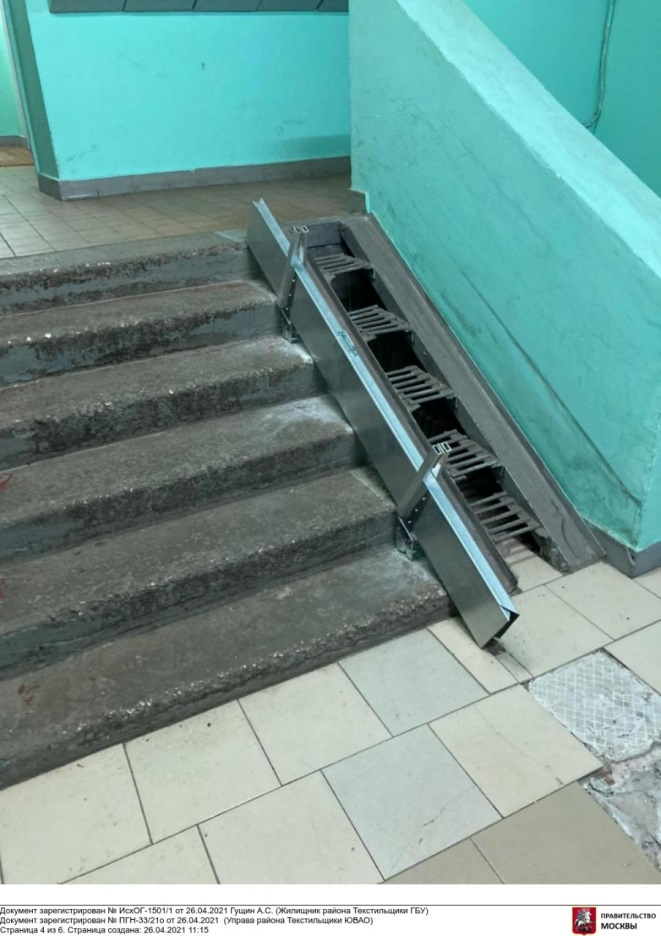 Документ зарегистрирован № ИсхОГ-1501/1 от 26.04.2021 Гущин А.С. (Жилищник района Текстильщики ГБУ)
Документ зарегистрирован № ПГН-33/21о от 26.04.2021 (Управа района Текстильщики ЮВАО)
Страница 4 из 6. Страница создана: 26.04.2021 11:15
ПРАВИТЕЛЬСТВО
МОСКВЫ